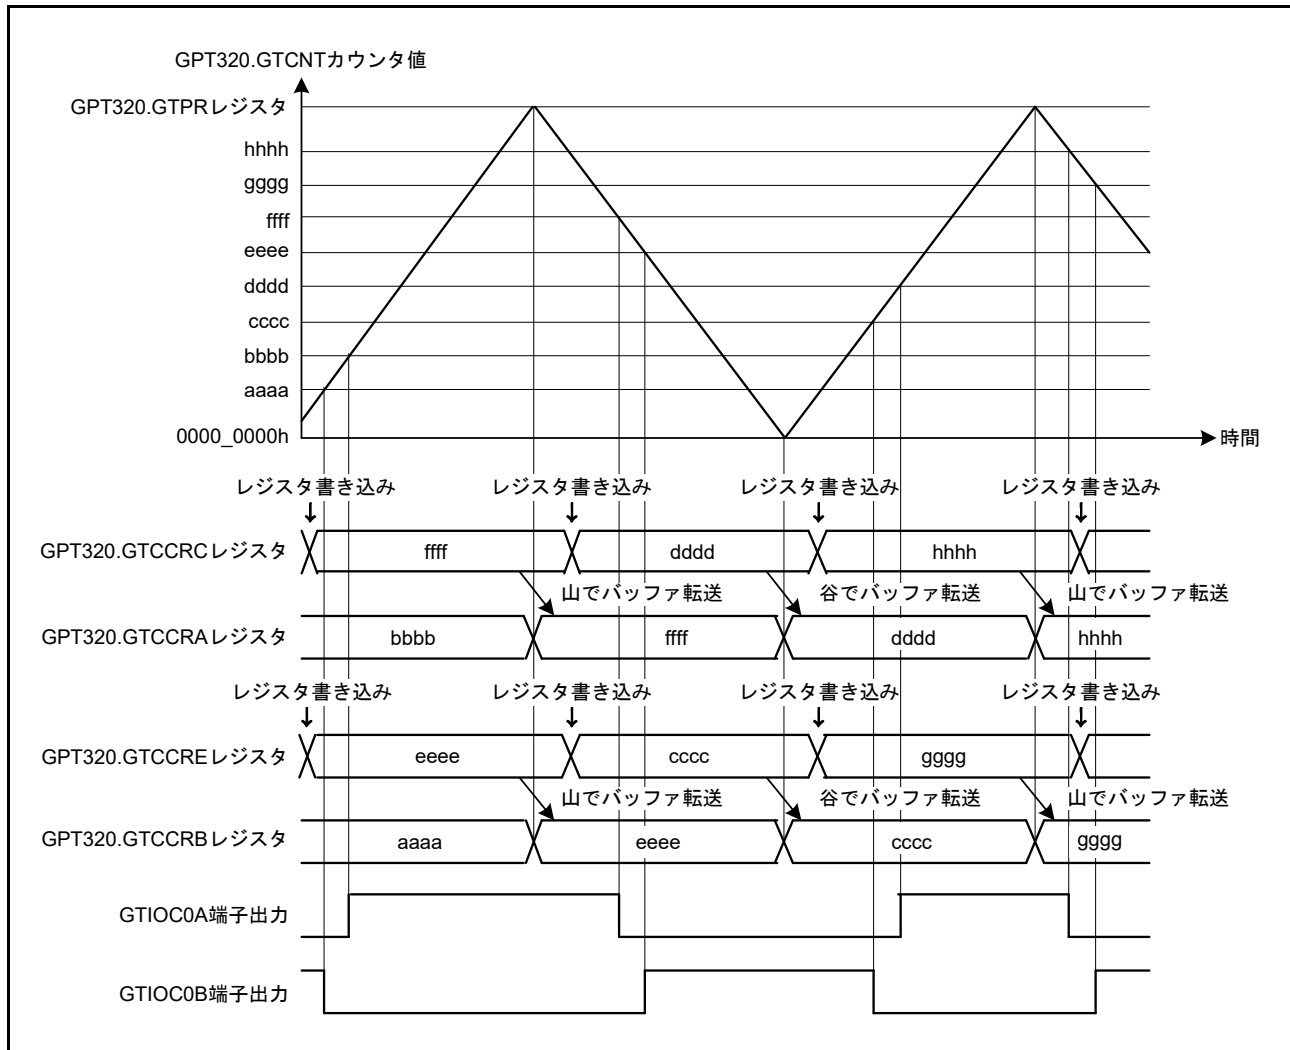 GPT320.GTCNTカウンタ値
GPT320.GTPRレジスタ
hhhh
gggg
ffff
eeee
dddd
cccc
bbbb
aaaa
0000_0000h
時間
レジスタ書き込み レジスタ書き込み レジスタ書き込み レジスタ書き込み
GPT320.GTCCRCレジスタ ffff dddd hhhh
山でバッファ転送 谷でバッファ転送 山でバッファ転送
GPT320.GTCCRAレジスタ bbbb ffff dddd hhhh
レジスタ書き込み レジスタ書き込み レジスタ書き込み レジスタ書き込み
GPT320.GTCCREレジスタ eeee cccc gggg
山でバッファ転送 谷でバッファ転送 山でバッファ転送
GPT320.GTCCRBレジスタ aaaa eeee cccc gggg
GTIOC0A端子出力
GTIOC0B端子出力